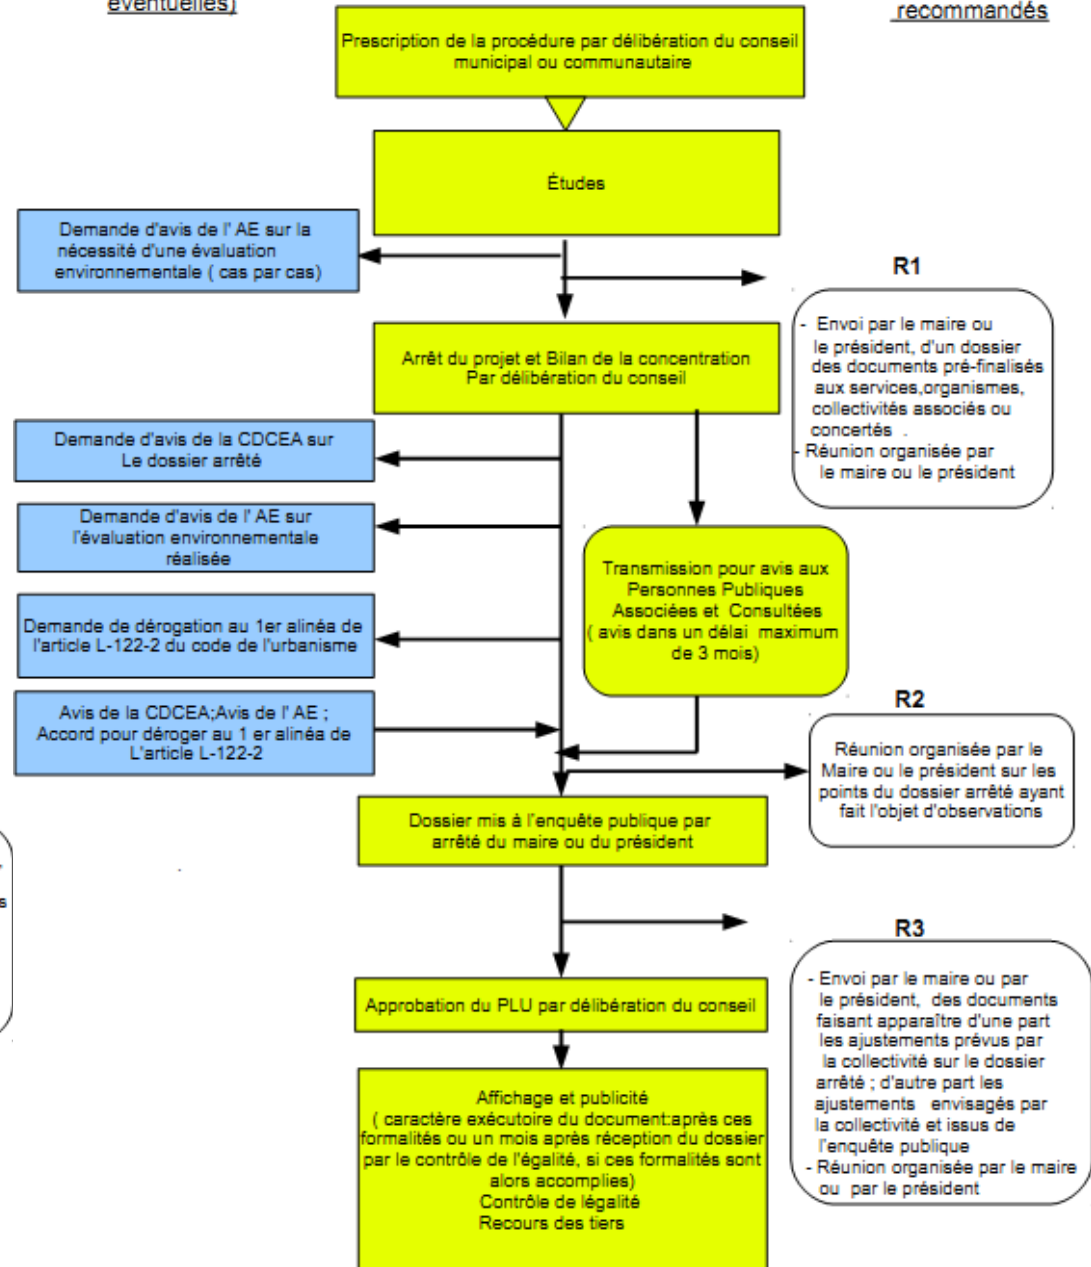 éventuelles)
recommandés
Prescription de la procédure par délibération du conseil
municipal ou communautaire
Études
Demande d'avis de l' AE sur la
nécessité d'une évaluation
environnementale ( cas par cas)
R1
- Envoi par le maire ou
le président, d'un dossier
des documents pré-finalisés
aux services,organismes,
collectivités associés ou
concertés .
- Réunion organisée par
le maire ou le président
Arrêt du projet et Bilan de la concentration
Par délibération du conseil
Demande d'avis de la CDCEA sur
Le dossier arrêté
Demande d'avis de l' AE sur
l'évaluation environnementale
réalisée
Transmission pour avis aux
Personnes Publiques
Associées et Consultées
( avis dans un délai maximum
de 3 mois)
Demande de dérogation au 1er alinéa de
l'article L-122-2 du code de l'urbanisme
Avis de la CDCEA;Avis de l' AE ;
Accord pour déroger au 1 er alinéa de
L'article L-122-2
R2
Réunion organisée par le
Maire ou le président sur les
points du dossier arrêté ayant
fait l'objet d'observations
Dossier mis à l'enquête publique par
arrêté du maire ou du président
s
R3
- Envoi par le maire ou par
le président, des documents
faisant apparaître d'une part
les ajustements prévus par
la collectivité sur le dossier
arrêté ; d'autre part les
ajustements envisagés par
la collectivité et issus de
l'enquête publique
- Réunion organisée par le maire
ou par le président
Approbation du PLU par délibération du conseil
Affichage et publicité
( caractère exécutoire du document:après ces
formalités ou un mois après réception du dossier
par le contrôle de l'égalité, si ces formalités sont
alors accomplies)
Contrôle de légalité
Recours des tiers